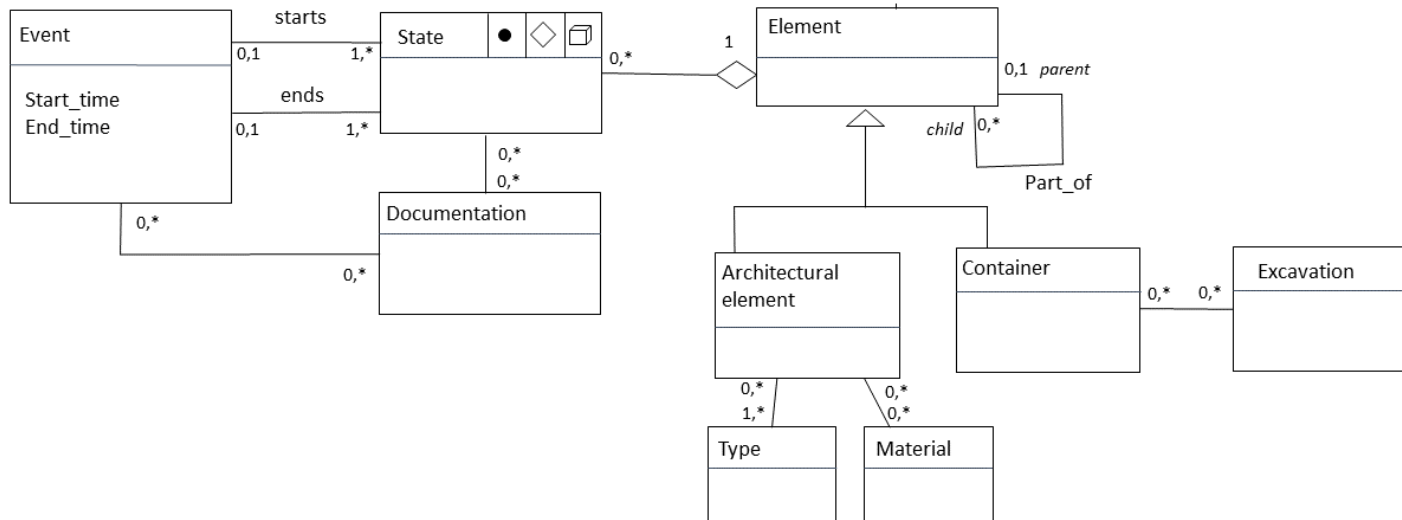 Event
starts
State
Element
0,1
1,*
0,*
1
0,1 parent
Start_time
End_time
ends
0,1
1,*
child
0,*
Part_of
0,*
0,*
0,*
0,*
Documentation
Architectural
element
Container
0,*
0,*
Excavation
0,*
1,*
0,*
0,*
Type
Material